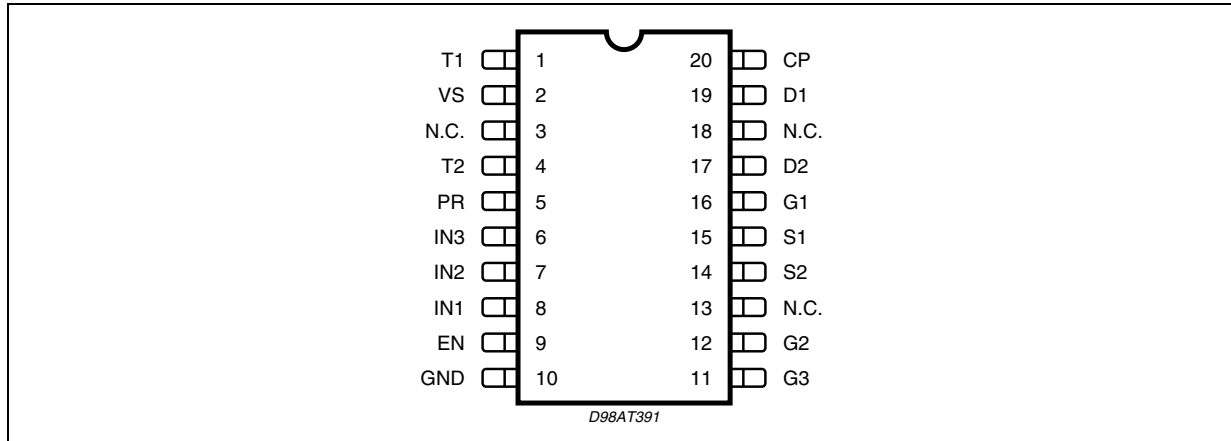 T1 1 20 CP
VS 2 19 D1
N.C. 3 18 N.C.
T2 4 17 D2
PR 5 16 G1
IN3 6 15 S1
IN2 7 14 S2
IN1 8 13 N.C.
EN 9 12 G2
GND 10 11 G3
D98AT391